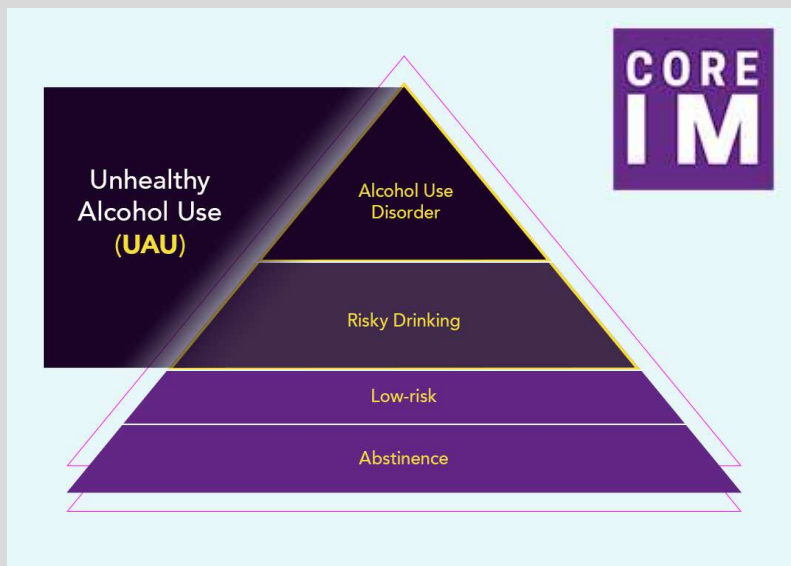 CORE
IM
Unhealthy
Alcohol Use
(UAU)
Alcohol Use
Disorder
Risky Drinking
Low-risk
Abstinence